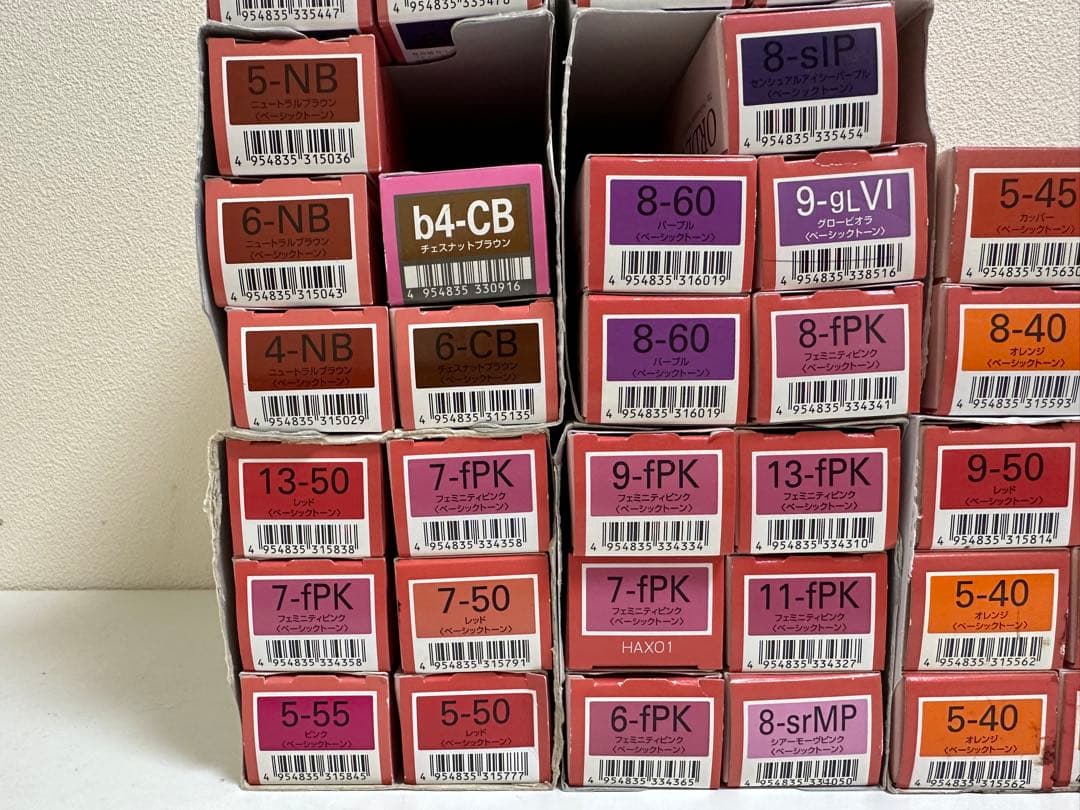 4 954835 335447
4 954835 335478
5-NB
ニュートラルブラウン
〈ベーシックトーン〉
4 954835 315036
8-sIP
センシュアルアイシーパープル
〈ベーシックトーン〉
4 954835 335454
6-NB
ニュートラルブラウン
〈ベーシックトーン〉
4 954835 315043
b4-CB
チェスナットブラウン
4 954835 330916
8-60
パープル
〈ベーシックトーン〉
4 954835 316019
9-gLVI
グロービオラ
〈ベーシックトーン〉
4 954835 338516
5-45
カッパー
〈ベーシックトーン〉
4 954835 31563
4-NB
ニュートラルブラウン
〈ベーシックトーン〉
4 954835 315029
6-CB
チェスナットブラウン
〈ベーシックトーン〉
4 954835 315135
8-60
パープル
〈ベーシックトーン〉
4 954835 316019
8-fPK
フェミニティピンク
〈ベーシックトーン〉
4 954835 334341
8-40
オレンジ
〈ベーシックトーン〉
4 954835 315593
13-50
レッド
〈ベーシックトーン〉
4 954835 315838
7-fPK
フェミニティピンク
〈ベーシックトーン〉
4 954835 334358
9-fPK
フェミニティピンク
〈ベーシックトーン〉
4 954835 334334
13-fPK
フェミニティピンク
〈ベーシックトーン〉
4 954835 334310
9-50
レッド
〈ベーシックトーン〉
4 954835 315814
7-fPK
フェミニティピンク
〈ベーシックトーン〉
4 954835 334358
7-50
レッド
〈ベーシックトーン〉
4 954835 315791
7-fPK
フェミニティピンク
〈ベーシックトーン〉
HAX01
11-fPK
フェミニティピンク
〈ベーシックトーン〉
4 954835 334327
5-40
オレンジ
〈ベーシックトーン〉
4 954835 315562
5-55
ピンク
〈ベーシックトーン〉
4 954835 315845
5-50
レッド
〈ベーシックトーン〉
4 954835 315777
6-fPK
フェミニティピンク
〈ベーシックトーン〉
4 954835 334365
8-srMP
シアーモーヴピンク
〈ベーシックトーン〉
4 954835 334050
5-40
オレンジ
〈ベーシックトーン〉
4 954835 315562